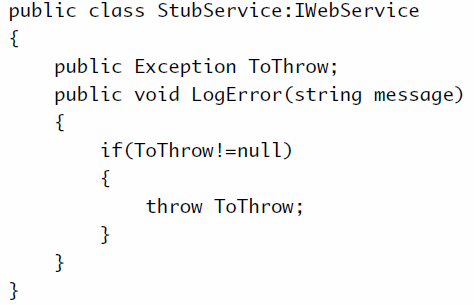 public class StubService:IWebService
{
    public Exception ToThrow;
    public void LogError(string message)
    {
        if(ToThrow!=null)
        {
            throw ToThrow;
        }
    }
}